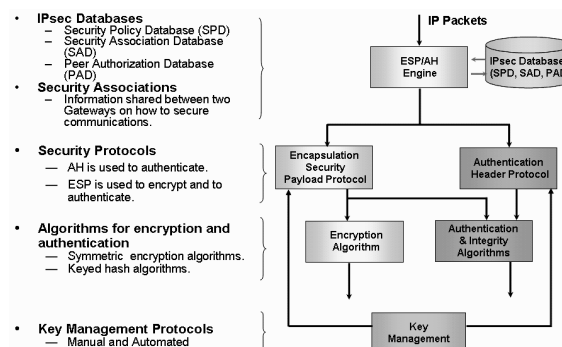 • IPsec Databases
– Security Policy Database (SPD)
– Security Association Database
(SAD)
– Peer Authorization Database
(PAD)
• Security Associations
– Information shared between two
Gateways on how to secure
communications.
• Security Protocols
— AH is used to authenticate.
— ESP is used to encrypt and to
authenticate.
• Algorithms for encryption and
authentication
— Symmetric encryption algorithms.
— Keyed hash algorithms.
• Key Management Protocols
— Manual and Automated
IP Packets
ESP/AH
Engine
IPsec Database
(SPD, SAD, PAD
Encapsulation
Security
Payload Protocol
Authentication
Header Protocol
Encryption
Algorithm
Authentication
& Integrity
Algorithms
Key
Management